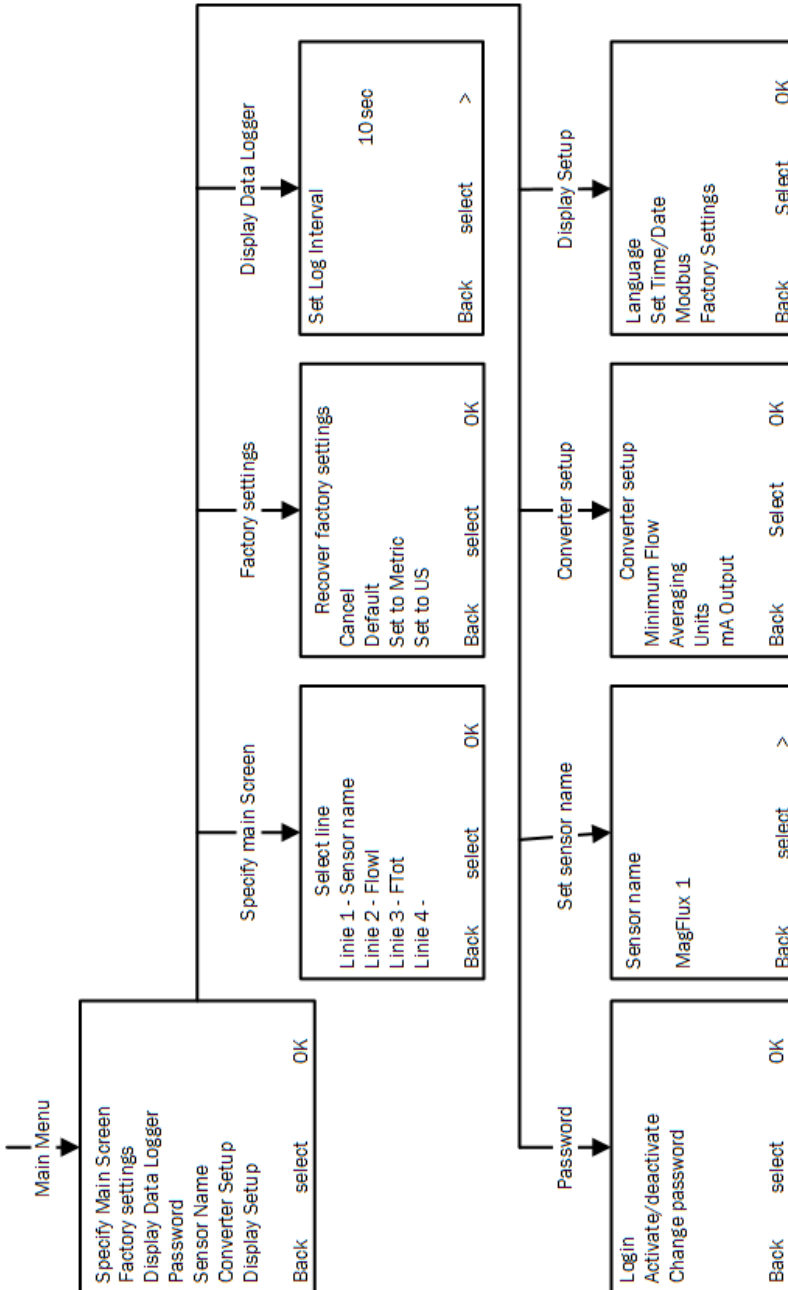 Main Menu
Specify Main Screen
Factory settings
Display Data Logger
Password
Sensor Name
Converter Setup
Display Setup
Back select OK
Specify main Screen
Select line
Linie 1 - Sensor name
Linie 2 - Flowl
Linie 3 - FTot
Linie 4 -
Back select OK
Factory settings
Recover factory settings
Cancel
Default
Set to Metric
Set to US
Back select OK
Display Data Logger
Set Log Interval
10 sec
Back select >
Password
Login
Activate/deactivate
Change password
Back select OK
Set sensor name
Sensor name
MagFlux 1
Back select >
Converter setup
Converter setup
Minimum Flow
Averaging
Units
mA Output
Back Select OK
Display Setup
Language
Set Time/Date
Modbus
Factory Settings
Back Select OK